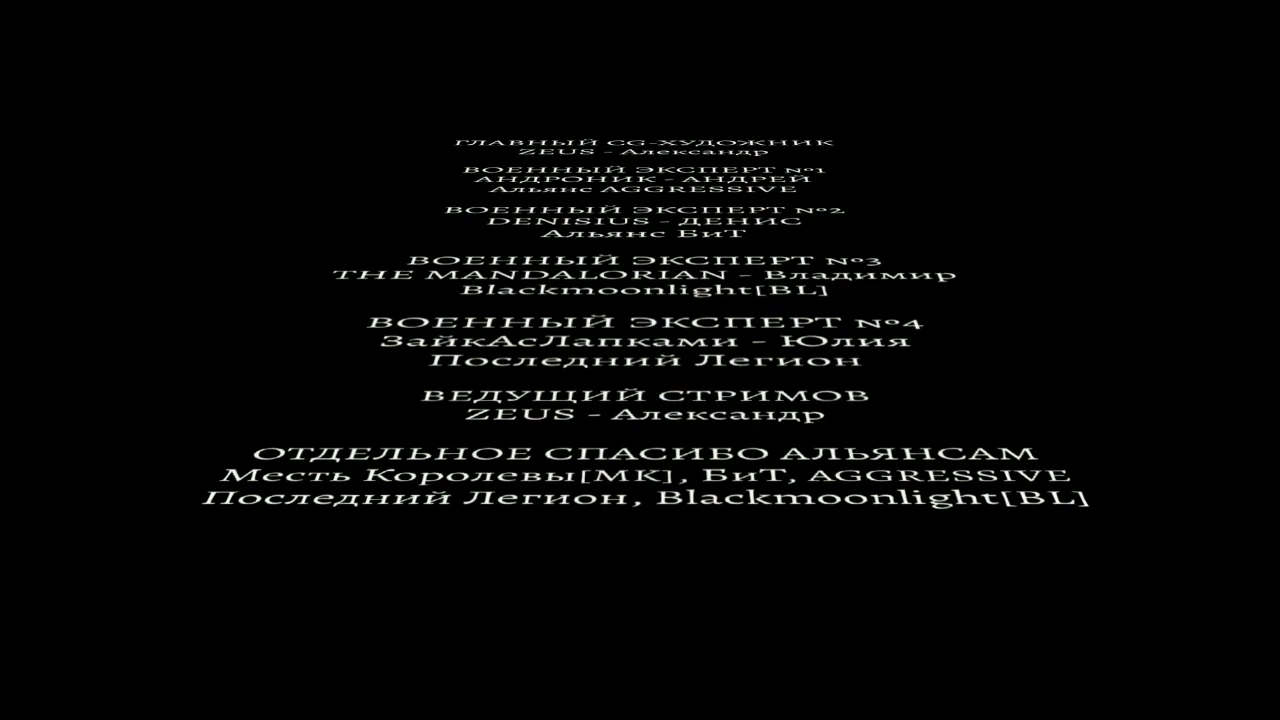 ГЛАВНЫЙ CG-ХУДОЖНИК
ZEUS - Александр
ВОЕННЫЙ ЭКСПЕРТ №1
АНДРОНИК - АНДРЕЙ
Альянс AGGRESSIVE
ВОЕННЫЙ ЭКСПЕРТ №2
DENISIUS - ДЕНИС
Альянс БиТ
ВОЕННЫЙ ЭКСПЕРТ №3
THE MANDALORIAN - Владимир
Blackmoonlight[BL]
ВОЕННЫЙ ЭКСПЕРТ №4
ЗайкАсЛапками - Юлия
Последний Легион
ВЕДУЩИЙ СТРИМОВ
ZEUS - Александр
ОТДЕЛЬНОЕ СПАСИБО АЛЬЯНСАМ
Месть Королевы[МК], БиТ, AGGRESSIVE
Последний Легион, Blackmoonlight[BL]